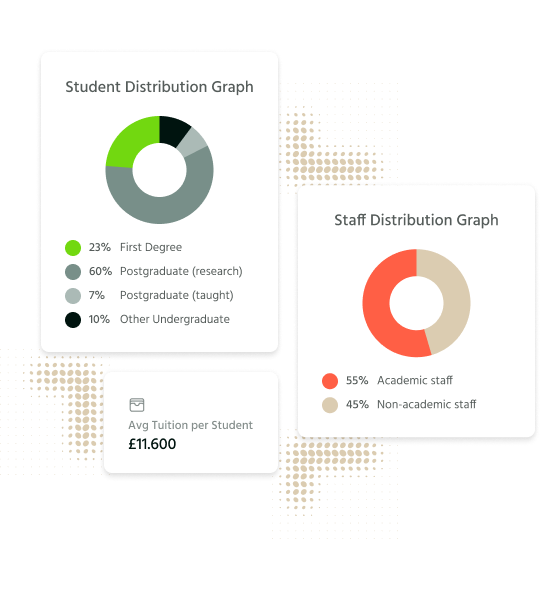 Student Distribution Graph
23% First Degree
60% Postgraduate (research)
7% Postgraduate (taught)
10% Other Undergraduate
Staff Distribution Graph
55% Academic staff
45% Non-academic staff
Avg Tuition per Student
£11.600